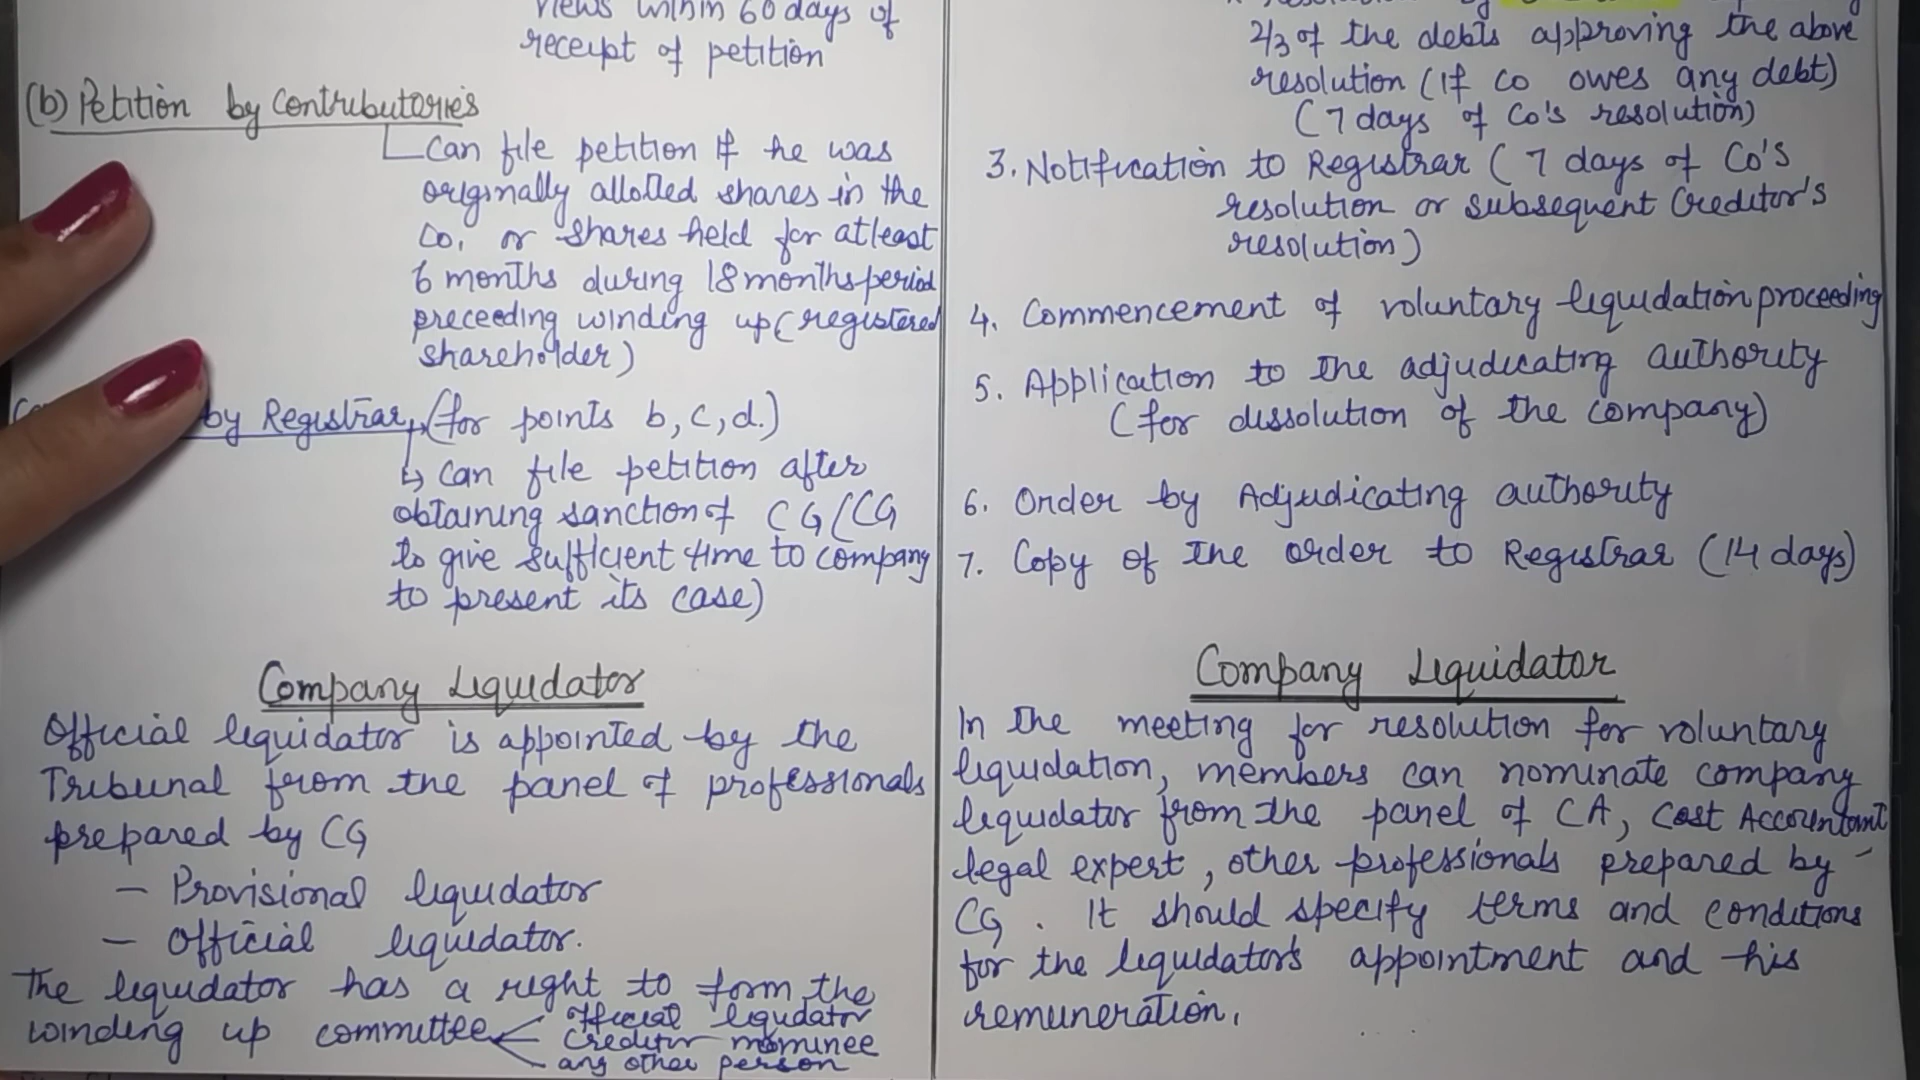 views within 60 days of
receipt of petition
(b) Petition by Contributories
Can file petition if he was
originally allotted shares in the
Co. or shares held for atleast
6 months during 18 months period
preceeding winding up (registered
shareholder)
by Registrar (for points b, c, d.)
↳ Can file petition after
obtaining sanction of CG (CG
to give sufficient time to company
to present its case)
Company Liquidator
Official liquidator is appointed by the
Tribunal from the panel of professionals
prepared by CG
— Provisional liquidator
— Official liquidator.
The liquidator has a right to form the
winding up committee
official liqudator
Creditor nominee
any other person
2/3 of the debts approving the above
resolution (If co owes any debt)
(7 days of Co's resolution)
3. Notification to Registrar (7 days of Co's
resolution or subsequent Creditor's
resolution)
4. Commencement of voluntary liquidation proceeding
5. Application to the adjudicating authority
(for dissolution of the company)
6. Order by Adjudicating authority
7. Copy of the order to Registrar (14 days)
Company Liquidator
In the meeting for resolution for voluntary
liquidation, members can nominate company
liquidator from the panel of CA, Cost Accountant
legal expert, other professionals prepared by
CG. It should specify terms and conditions
for the liquidator's appointment and his
remuneration.